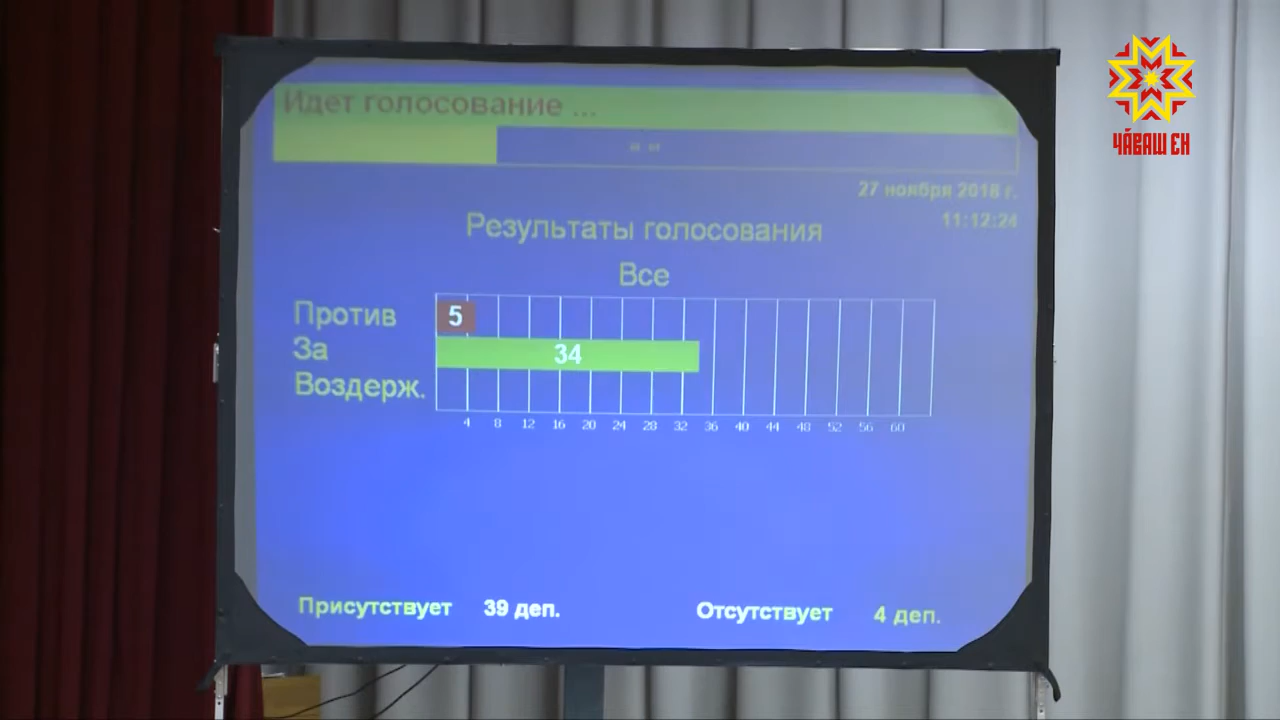 Идет голосование ...
27 ноября 2018 г.
11:12:24
Результаты голосования
Все
Против 5
За 34
Воздерж.
4 8 12 16 20 24 28 32 36 40 44 48 52 56 60
Присутствует 39 деп. Отсутствует 4 деп.
ЧӐВАШ ЕН